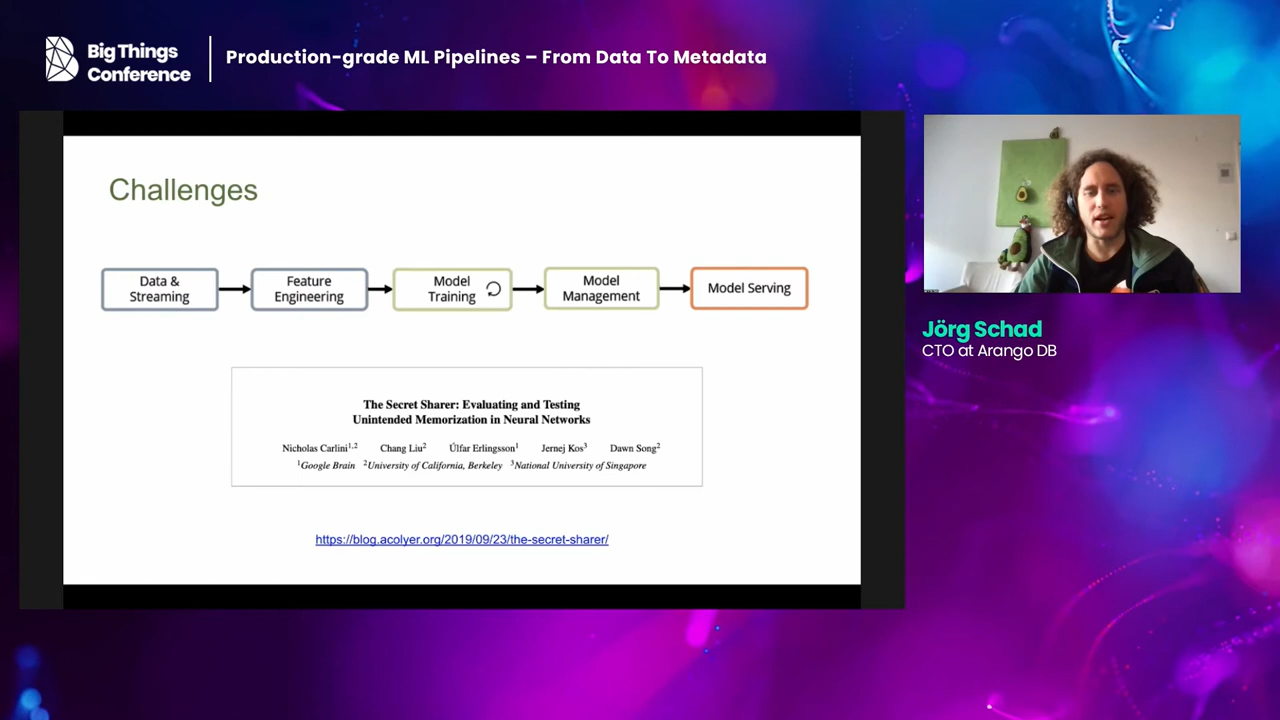 Big Things
Conference
Production-grade ML Pipelines – From Data To Metadata
Challenges
Data &
Streaming
Feature
Engineering
Model
Training
Model
Management
Model Serving
The Secret Sharer: Evaluating and Testing
Unintended Memorization in Neural Networks
Nicholas Carlini1,2 Chang Liu2 Úlfar Erlingsson1 Jernej Kos3 Dawn Song2
1Google Brain 2University of California, Berkeley 3National University of Singapore
https://blog.acolyer.org/2019/09/23/the-secret-sharer/
Jörg Schad
CTO at Arango DB